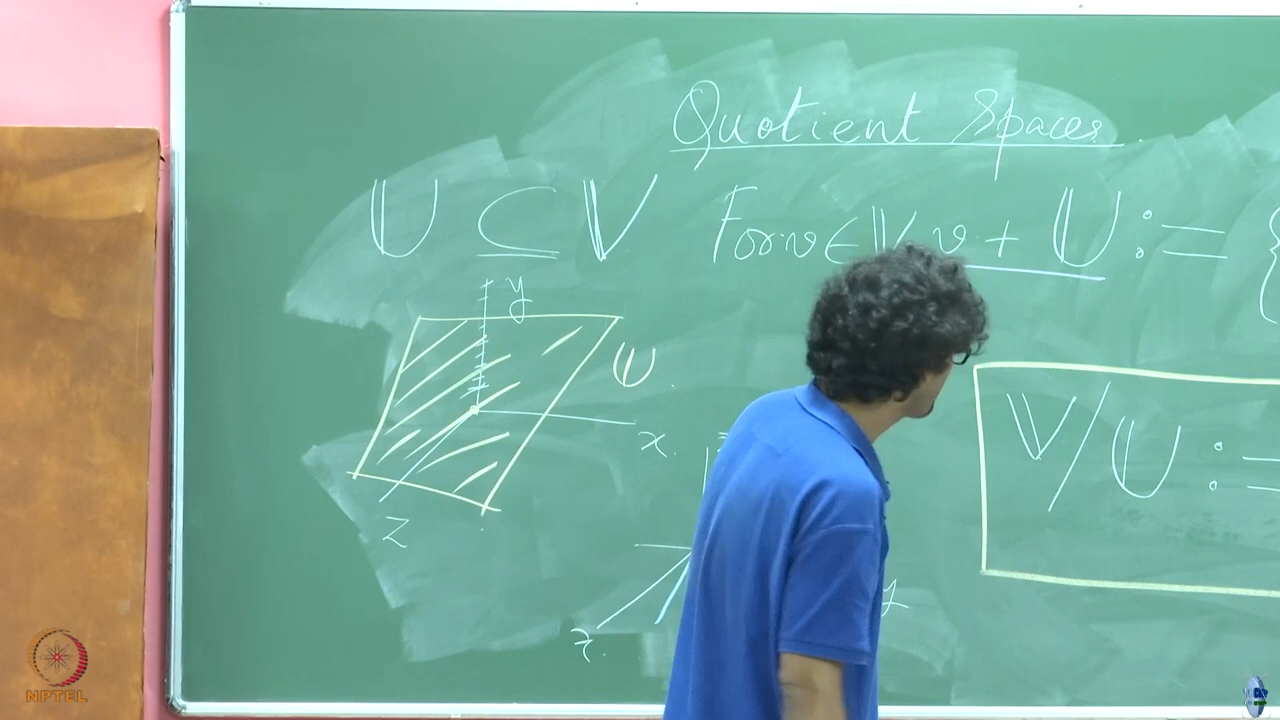 Quotient Spaces
U ⊆ V For v ∈ V, v + U := {
y
U
x
z
V/U :=
z
y
NPTEL